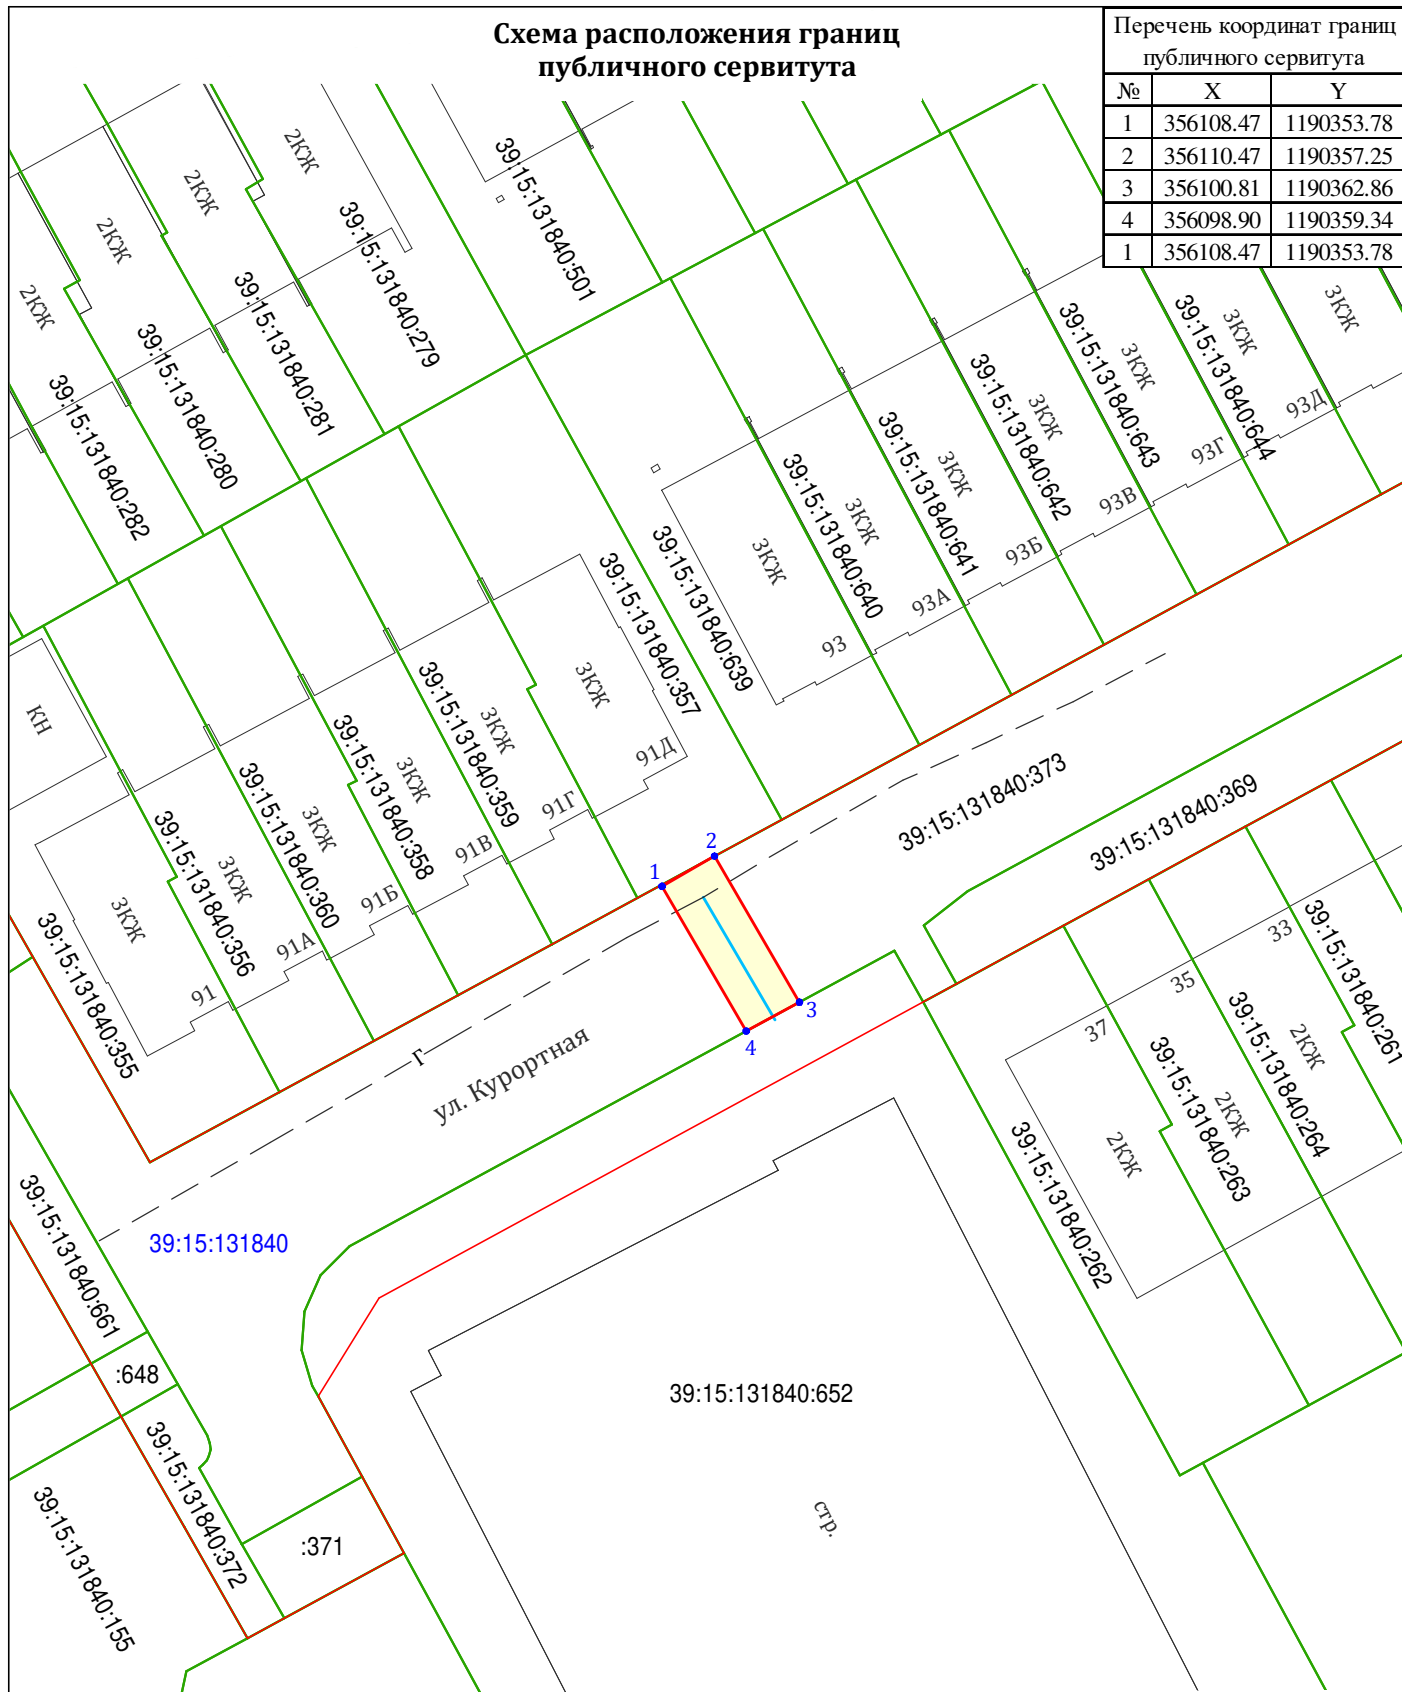 Схема расположения границ
публичного сервитута
Перечень координат границ
публичного сервитута
№ X Y
1 356108.47 1190353.78
2 356110.47 1190357.25
3 356100.81 1190362.86
4 356098.90 1190359.34
1 356108.47 1190353.78
2КЖ
2КЖ
2КЖ
2КЖ
39:15:131840:501
39:15:131840:279
39:15:131840:281
39:15:131840:280
39:15:131840:282
3КЖ
3КЖ
3КЖ
3КЖ
3КЖ
3КЖ
3КЖ
39:15:131840:644
39:15:131840:643
39:15:131840:642
39:15:131840:641
39:15:131840:640
39:15:131840:639
39:15:131840:357
93Д
93Г
93В
93Б
93А
93
КН
3КЖ
3КЖ
3КЖ
3КЖ
3КЖ
3КЖ
39:15:131840:359
39:15:131840:358
39:15:131840:360
39:15:131840:356
39:15:131840:355
91Д
91Г
91В
91Б
91А
91
1
2
3
4
39:15:131840:373
39:15:131840:369
г
ул. Курортная
33
35
37
39:15:131840:261
39:15:131840:264
39:15:131840:263
39:15:131840:262
2КЖ
2КЖ
2КЖ
39:15:131840
39:15:131840:661
:648
39:15:131840:652
39:15:131840:372
:371
39:15:131840:155
стр.